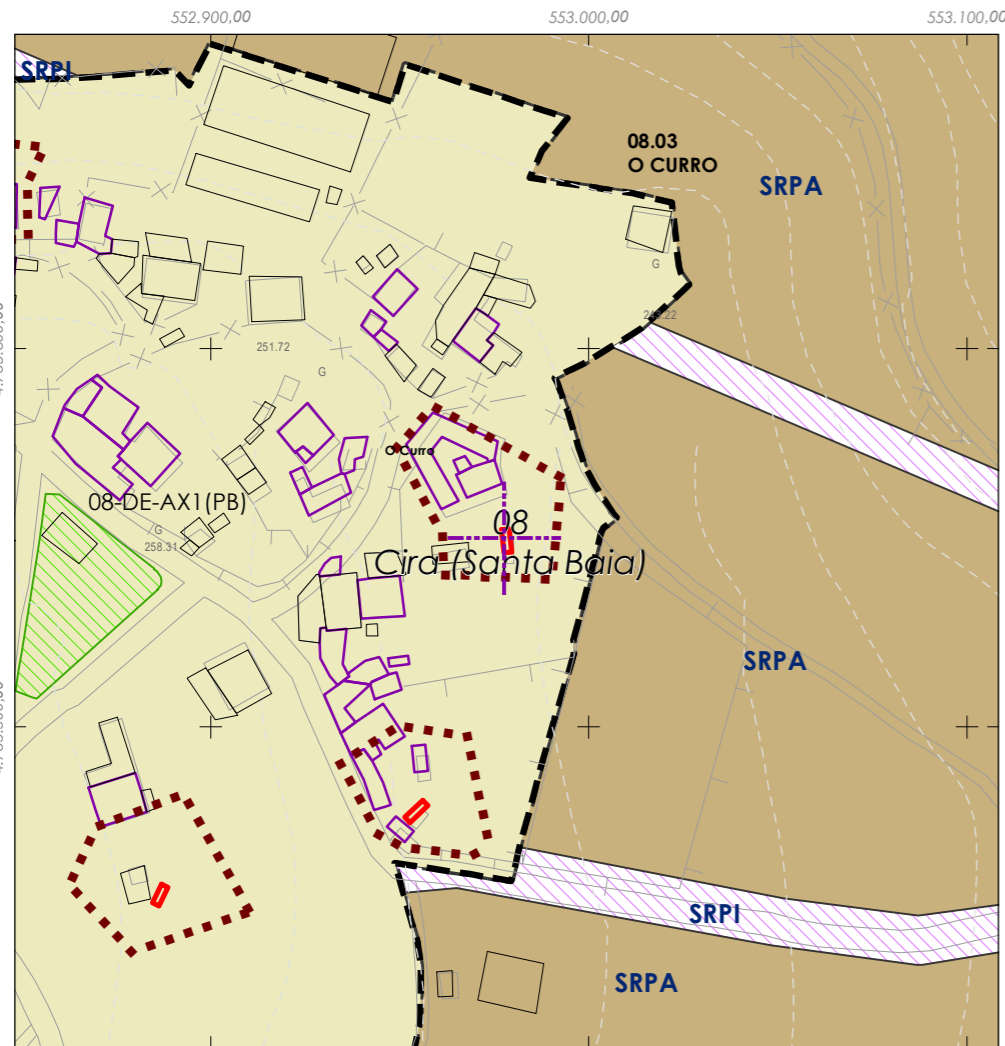 552.900,00
553.000,00
553.100,00
SRPI
08.03
O CURRO
SRPA
G
251.72
G
O Curro
08-DE-AX1(PB)
G
258.31
08
Cira (Santa Baia)
SRPA
SRPI
SRPA